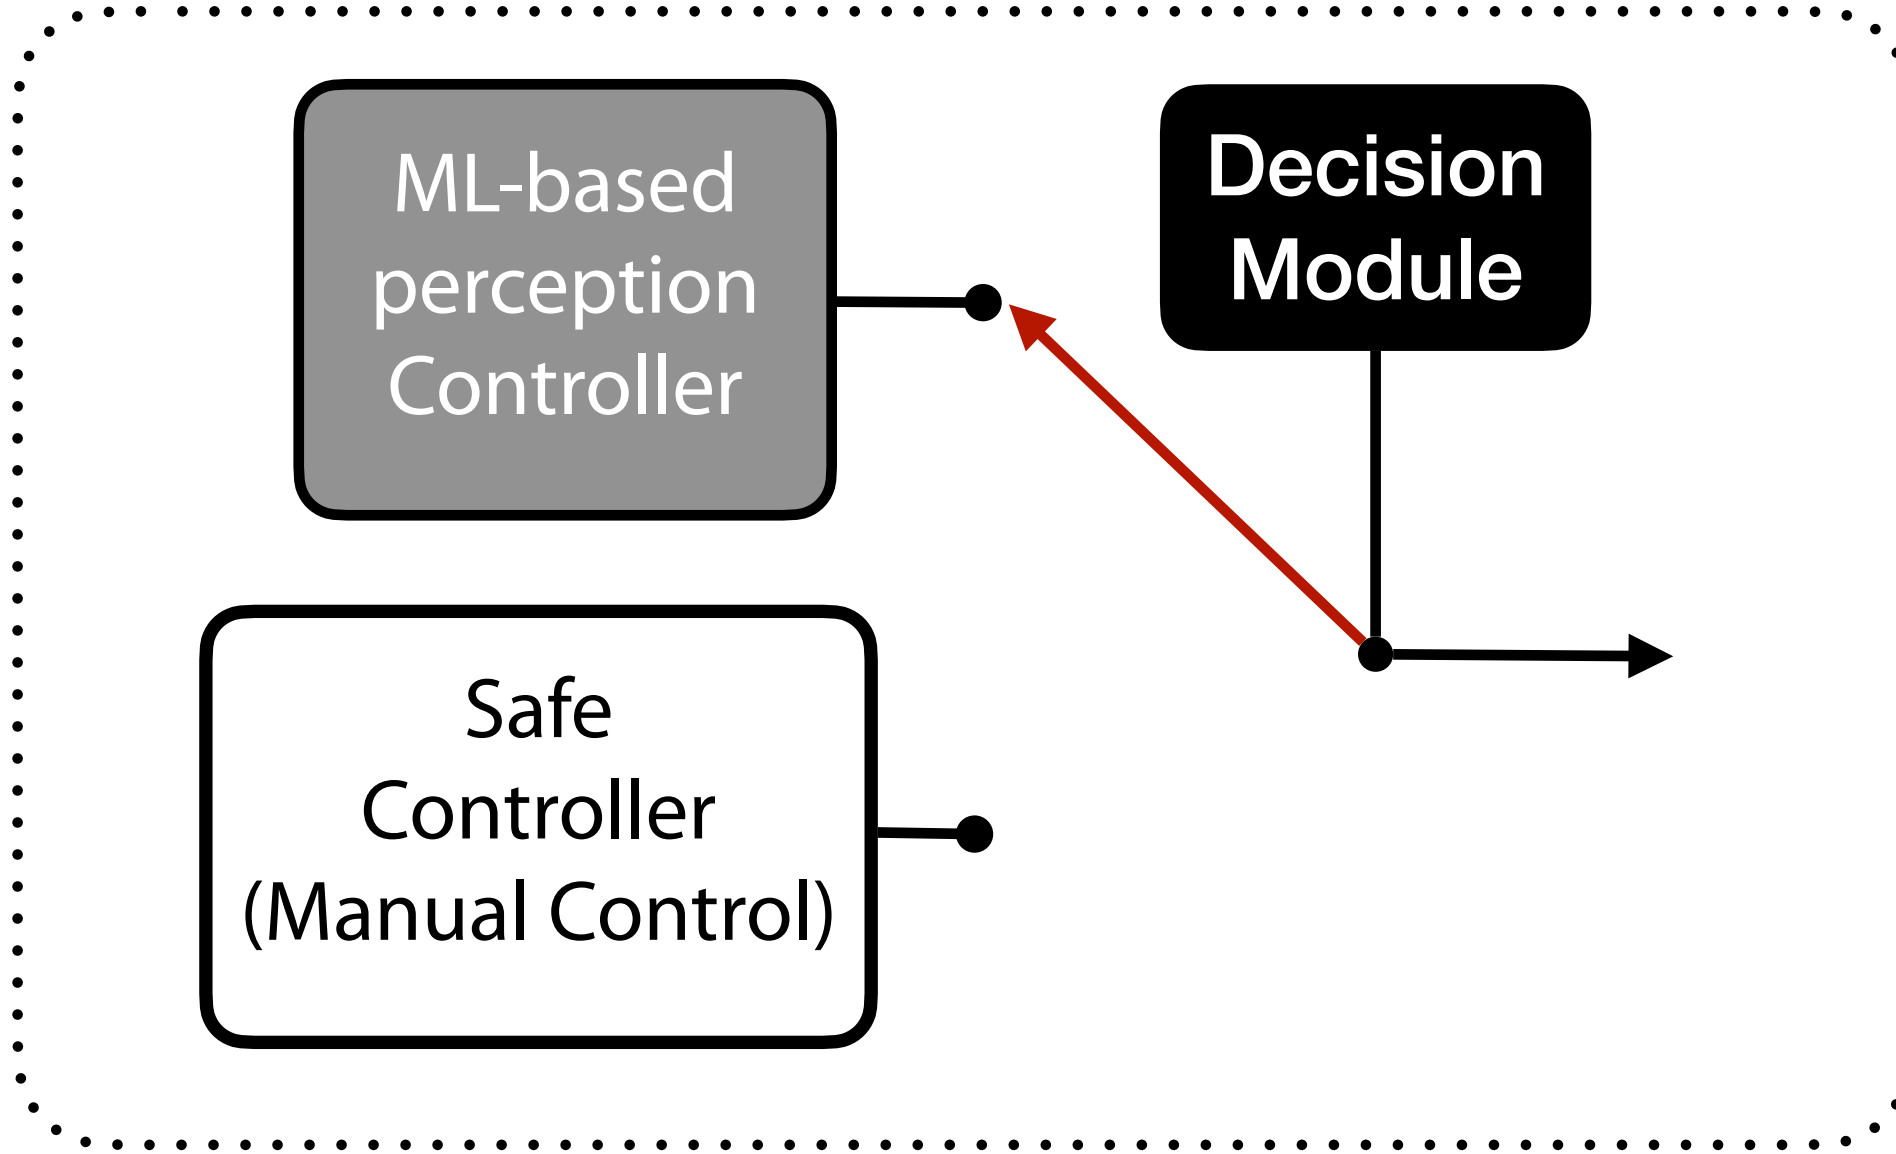 ML-based
perception
Controller
Decision
Module
Safe
Controller
(Manual Control)